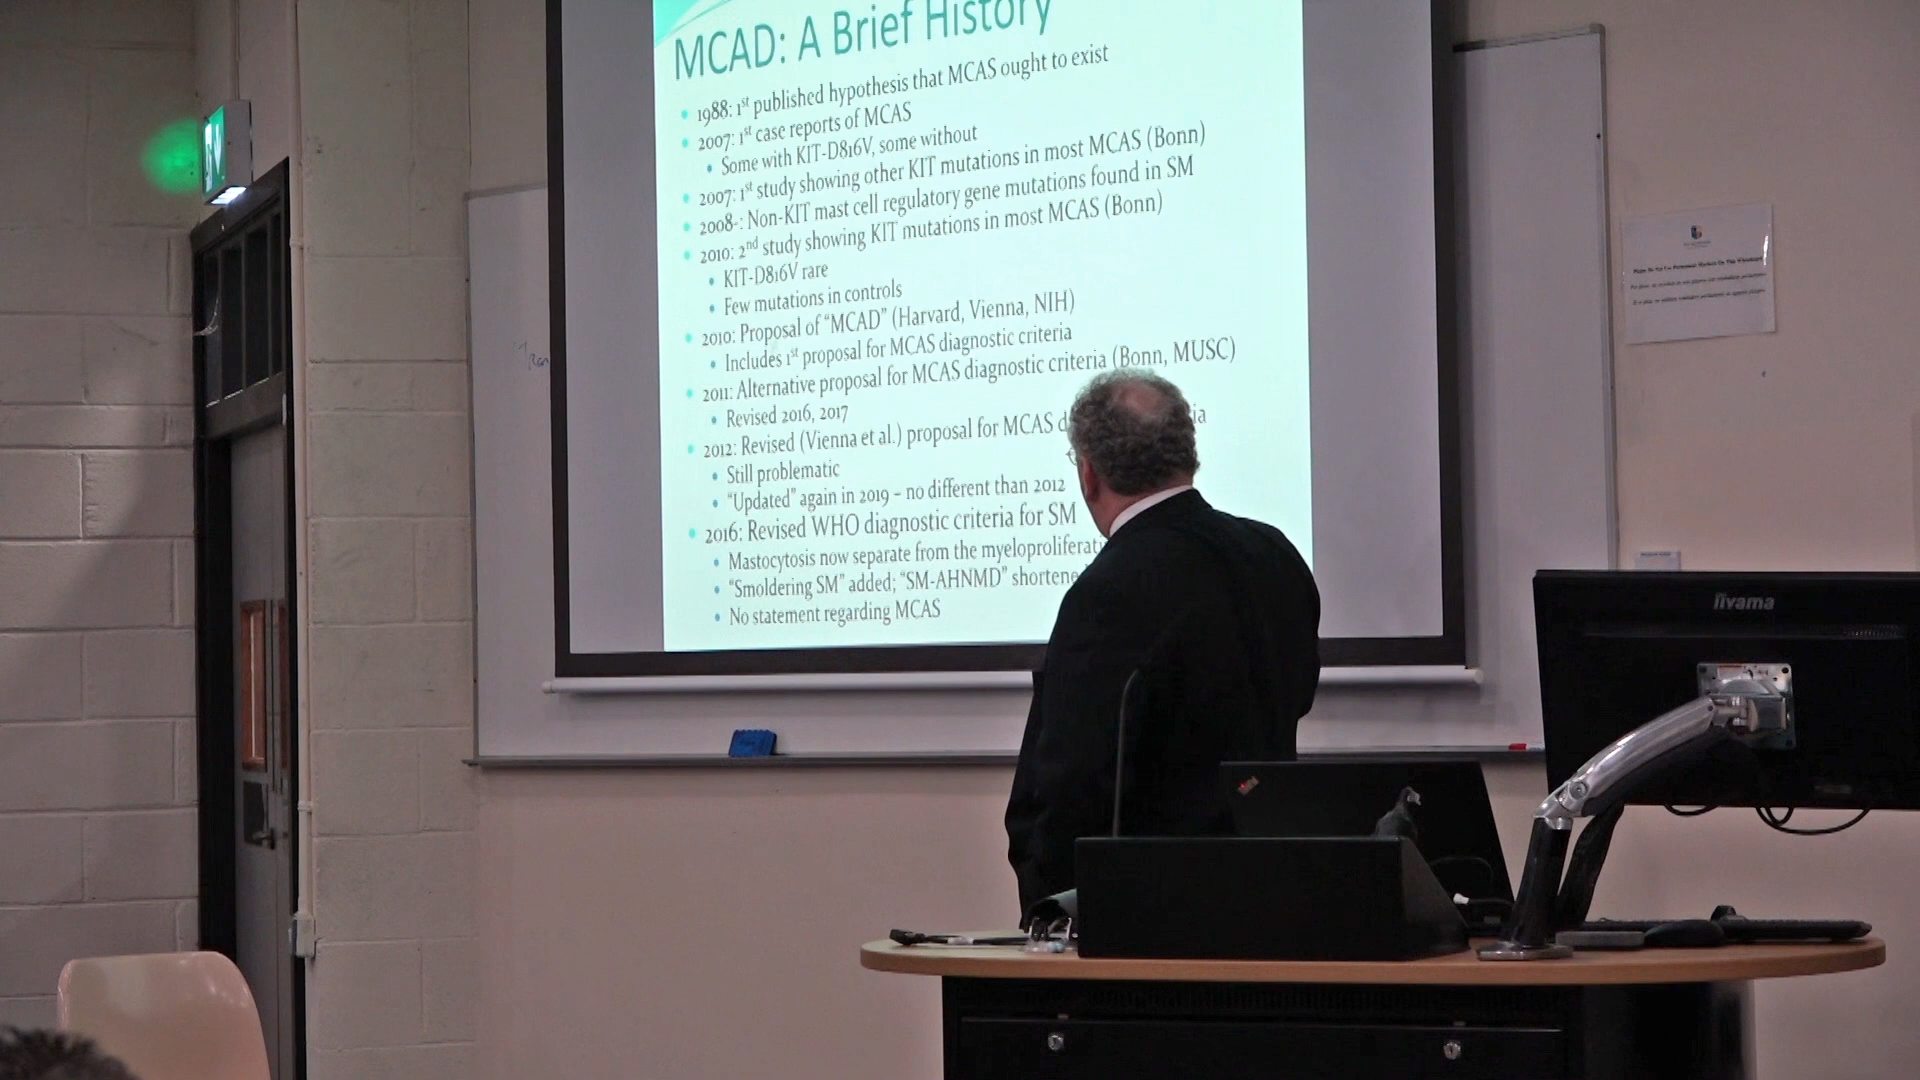 MCAD: A Brief History
1988: 1st published hypothesis that MCAS ought to exist
2007: 1st case reports of MCAS
Some with KIT-D816V, some without
2007: 1st study showing other KIT mutations in most MCAS (Bonn)
2008-: Non-KIT mast cell regulatory gene mutations found in SM
2010: 2nd study showing KIT mutations in most MCAS (Bonn)
KIT-D816V rare
Few mutations in controls
2010: Proposal of “MCAD” (Harvard, Vienna, NIH)
Includes 1st proposal for MCAS diagnostic criteria
2011: Alternative proposal for MCAS diagnostic criteria (Bonn, MUSC)
Revised 2016, 2017
2012: Revised (Vienna et al.) proposal for MCAS
Still problematic
“Updated” again in 2019 – no different than 2012
2016: Revised WHO diagnostic criteria for SM
Mastocytosis now separate from the
“Smoldering SM” added; “SM-AHNMD”
No statement regarding MCAS
iiyama